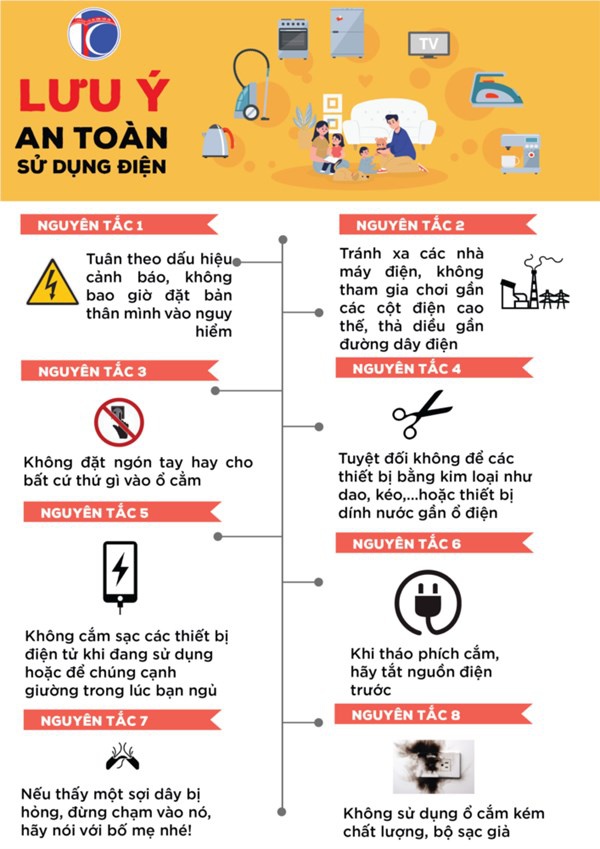 LƯU Ý
AN TOÀN
SỬ DỤNG ĐIỆN
TV
NGUYÊN TẮC 1
Tuân theo dấu hiệu
cảnh báo, không
bao giờ đặt bản
thân mình vào nguy
hiểm
NGUYÊN TẮC 2
Tránh xa các nhà
máy điện, không
tham gia chơi gần
các cột điện cao
thế, thả diều gần
đường dây điện
NGUYÊN TẮC 3
Không đặt ngón tay hay cho
bất cứ thứ gì vào ổ cắm
NGUYÊN TẮC 4
Tuyệt đối không để các
thiết bị bằng kim loại như
dao, kéo,...hoặc thiết bị
dính nước gần ổ điện
NGUYÊN TẮC 5
Không cắm sạc các thiết bị
điện tử khi đang sử dụng
hoặc để chúng cạnh
giường trong lúc bạn ngủ
NGUYÊN TẮC 6
Khi tháo phích cắm,
hãy tắt nguồn điện
trước
NGUYÊN TẮC 7
Nếu thấy một sợi dây bị
hỏng, đừng chạm vào nó,
hãy nói với bố mẹ nhé!
NGUYÊN TẮC 8
Không sử dụng ổ cắm kém
chất lượng, bộ sạc giả